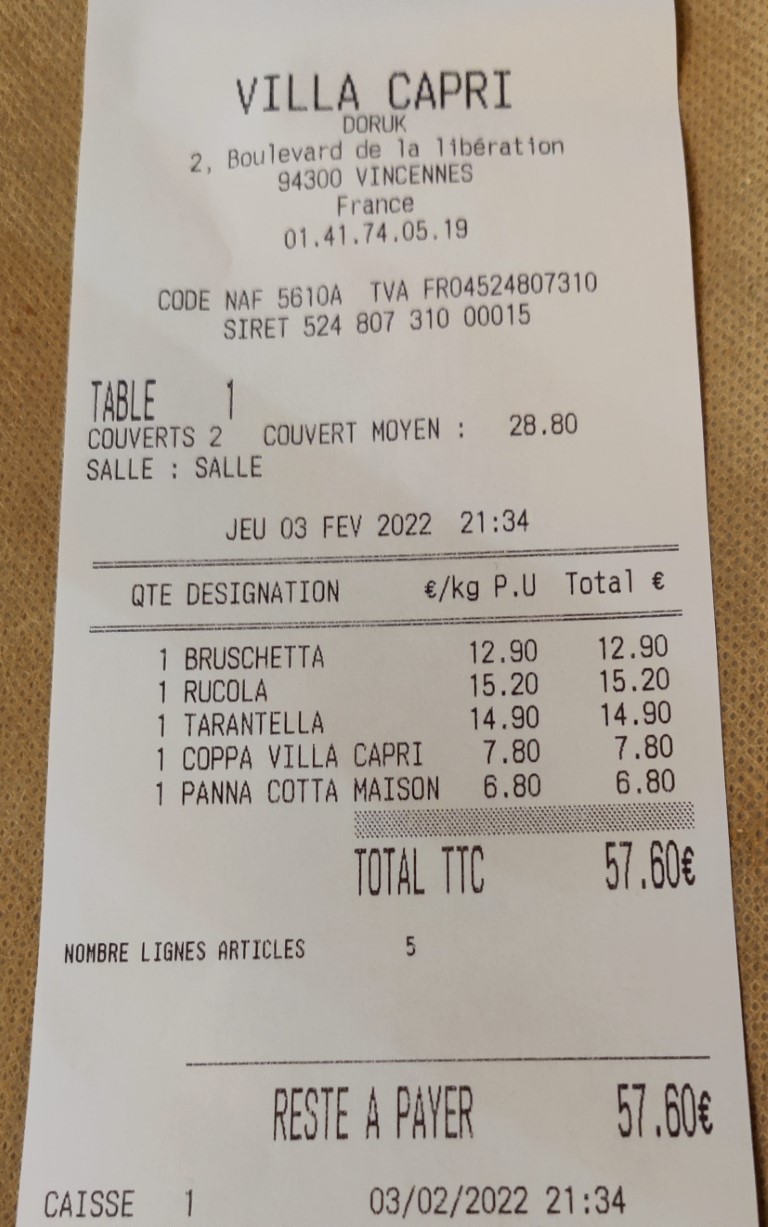 VILLA CAPRI
DORUK
2, Boulevard de la libération
94300 VINCENNES
France
01.41.74.05.19
CODE NAF 5610A TVA FR04524807310
SIRET 524 807 310 00015
TABLE 1
COUVERTS 2 COUVERT MOYEN : 28.80
SALLE : SALLE
JEU 03 FEV 2022 21:34
QTE DESIGNATION €/kg P.U Total €
1 BRUSCHETTA 12.90 12.90
1 RUCOLA 15.20 15.20
1 TARANTELLA 14.90 14.90
1 COPPA VILLA CAPRI 7.80 7.80
1 PANNA COTTA MAISON 6.80 6.80
TOTAL TTC 57.60€
NOMBRE LIGNES ARTICLES 5
RESTE A PAYER 57.60€
CAISSE 1 03/02/2022 21:34